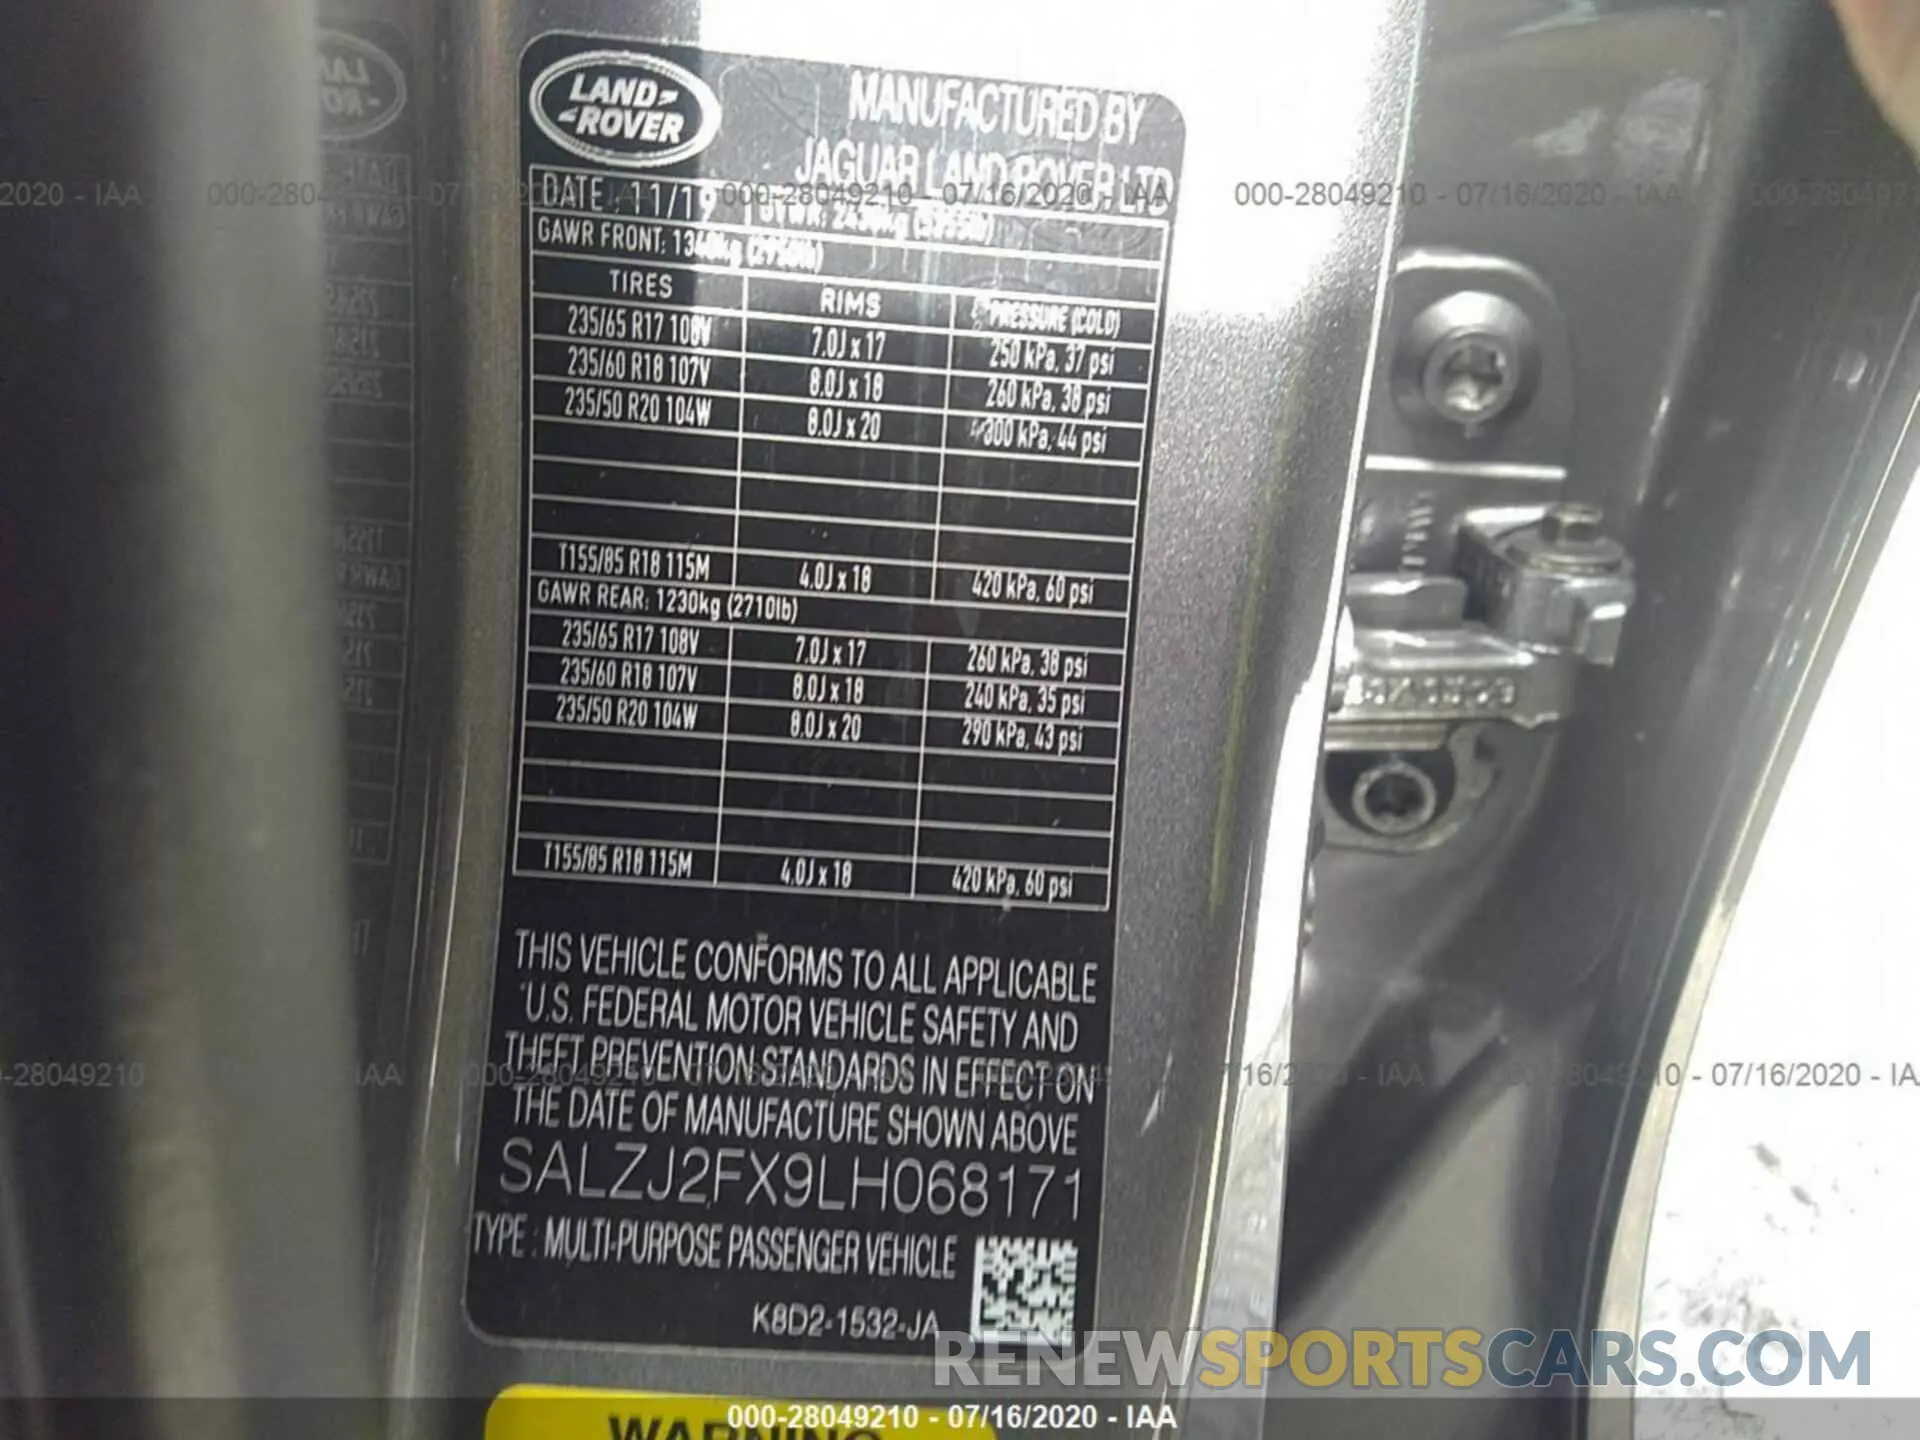 LAND ROVER
MANUFACTURED BY
JAGUAR LAND ROVER LTD
DATE: 11/19 GVWR: 2430kg
GAWR FRONT:
TIRES RIMS PRESSURE (COLD)
235/65 R17 108V 7.0J x 17 250 kPa, 37 psi
235/60 R18 107V 8.0J x 18 260 kPa, 38 psi
235/50 R20 104W 8.0J x 20 300 kPa, 44 psi
T155/85 R18 115M 4.0J x 18 420 kPa, 60 psi
GAWR REAR: 1230kg (2710lb)
235/65 R17 108V 7.0J x 17 260 kPa, 38 psi
235/60 R18 107V 8.0J x 18 240 kPa, 35 psi
235/50 R20 104W 8.0J x 20 290 kPa, 43 psi
T155/85 R18 115M 4.0J x 18 420 kPa, 60 psi
THIS VEHICLE CONFORMS TO ALL APPLICABLE
U.S. FEDERAL MOTOR VEHICLE SAFETY AND
THEFT PREVENTION STANDARDS IN EFFECT ON
THE DATE OF MANUFACTURE SHOWN ABOVE
SALZJ2FX9LH068171
TYPE : MULTI-PURPOSE PASSENGER VEHICLE
K8D2-1532-JA
WARNING
RENEWSPORTSCARS.COM
000-28049210 - 07/16/2020 - IAA